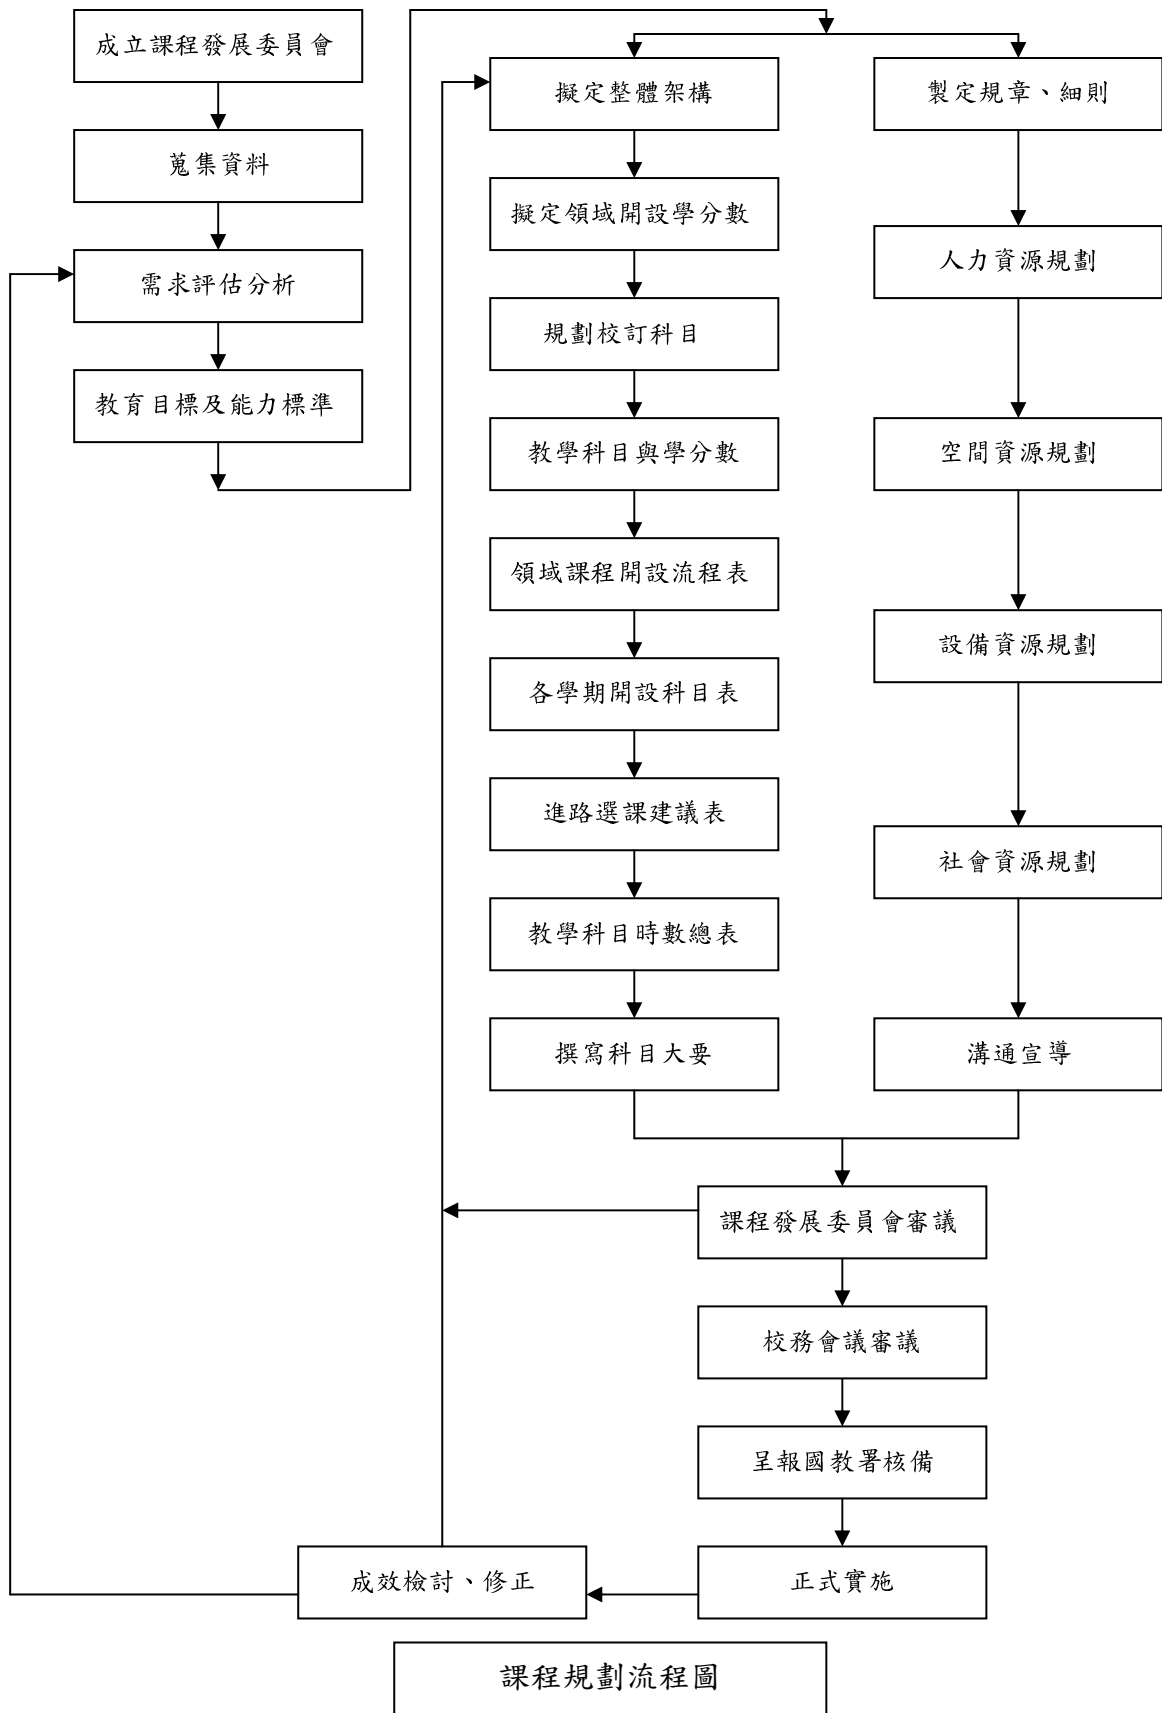 成立課程發展委員會
蒐集資料
需求評估分析
教育目標及能力標準
擬定整體架構
擬定領域開設學分數
規劃校訂科目
教學科目與學分數
領域課程開設流程表
各學期開設科目表
進路選課建議表
教學科目時數總表
撰寫科目大要
製定規章、細則
人力資源規劃
空間資源規劃
設備資源規劃
社會資源規劃
溝通宣導
課程發展委員會審議
校務會議審議
呈報國教署核備
正式實施
成效檢討、修正
課程規劃流程圖